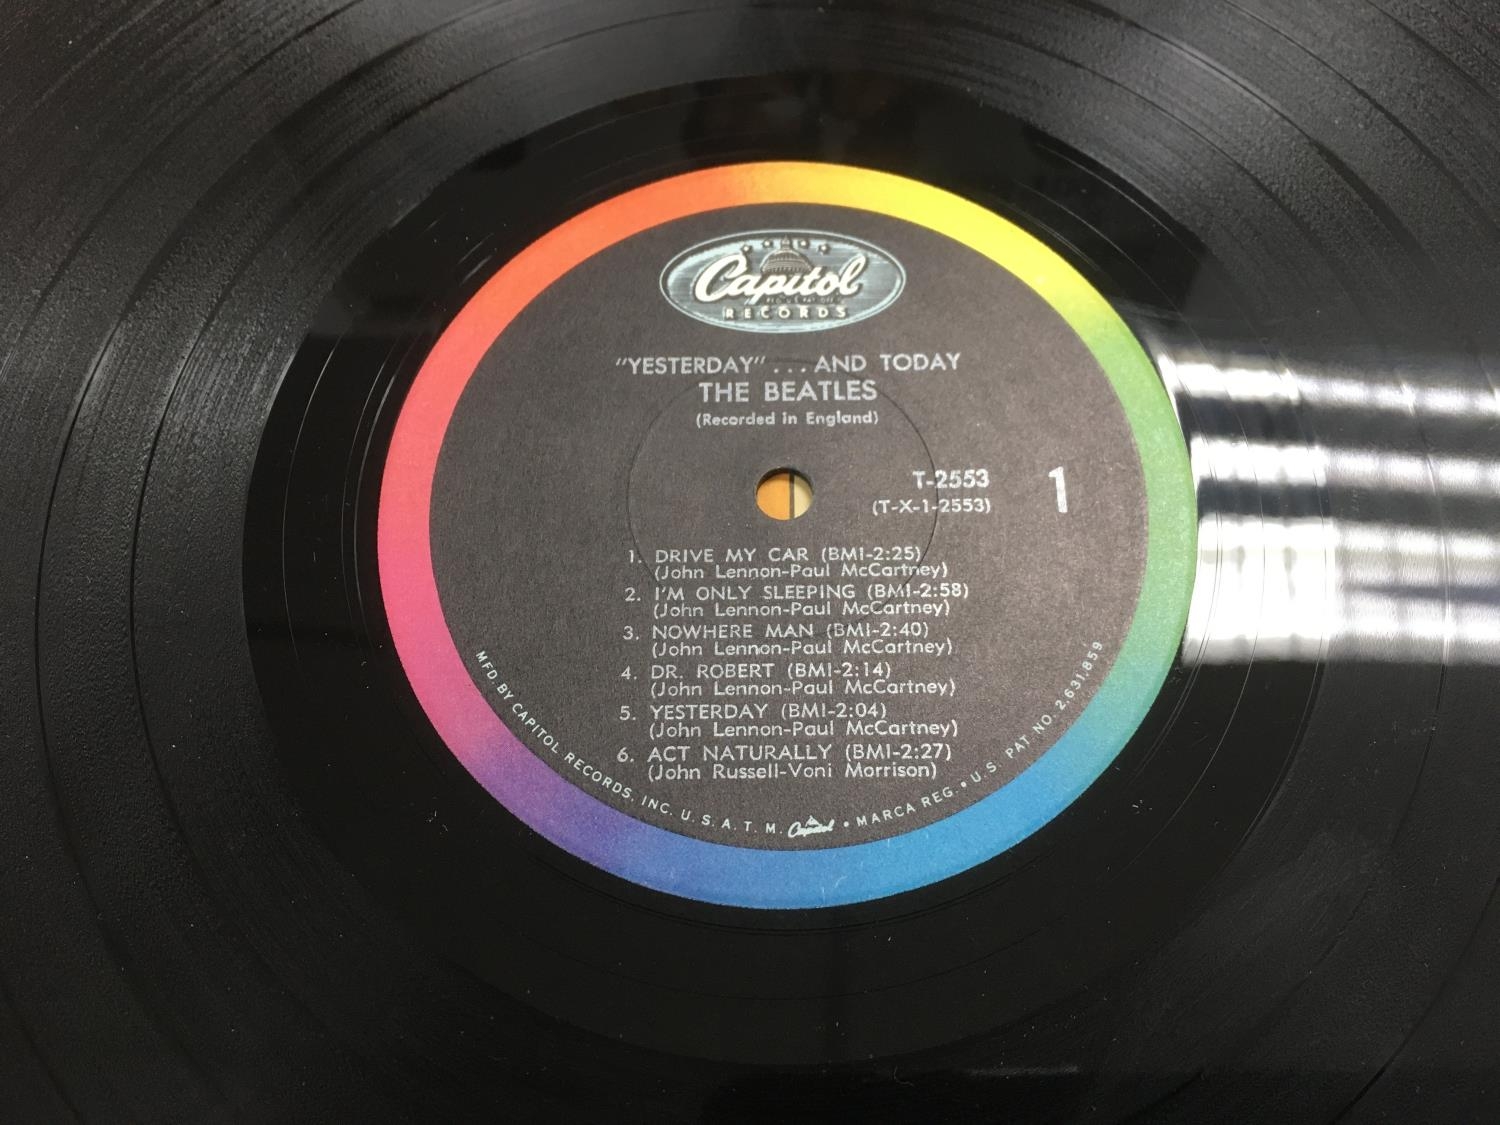 Capitol
RECORDS
"YESTERDAY" . . . AND TODAY
THE BEATLES
(Recorded in England)
T-2553
(T-X-1-2553)
1
1. DRIVE MY CAR (BMI-2:25)
(John Lennon-Paul McCartney)
2. I'M ONLY SLEEPING (BMI-2:58)
(John Lennon-Paul McCartney)
3. NOWHERE MAN (BMI-2:40)
(John Lennon-Paul McCartney)
4. DR. ROBERT (BMI-2:14)
(John Lennon-Paul McCartney)
5. YESTERDAY (BMI-2:04)
(John Lennon-Paul McCartney)
6. ACT NATURALLY (BMI-2:27)
(John Russell-Voni Morrison)
MFD BY CAPITOL RECORDS, INC. U. S. A. T. M. Capitol • MARCA REG. • U.S. PAT NO. 2,631,859